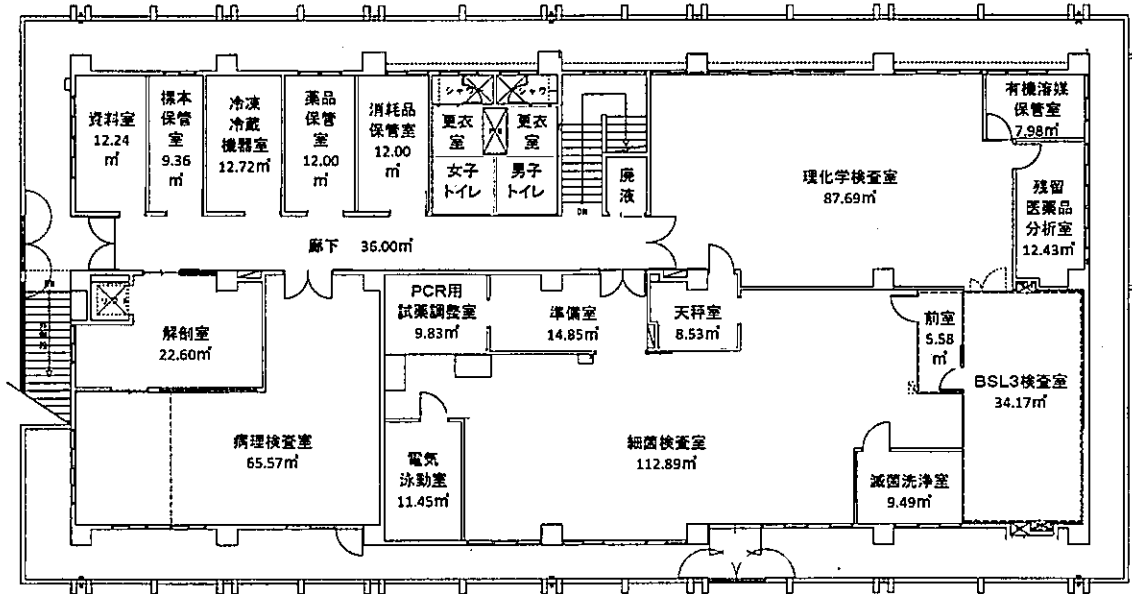 資料室
12.24
㎡
標本
保管
室
9.36
㎡
冷凍
冷蔵
機器室
12.72㎡
薬品
保管
室
12.00
㎡
消耗品
保管室
12.00
㎡
シャワ
シャワ
更衣
室
更衣
室
女子
トイレ
男子
トイレ
DN
廃
液
理化学検査室
87.69㎡
有機溶媒
保管室
7.98㎡
残留
医薬品
分析室
12.43㎡
廊下 36.00㎡
解剖室
22.60㎡
PCR用
試薬調整室
9.83㎡
準備室
14.85㎡
天秤室
8.53㎡
前室
5.58
㎡
BSL3検査室
34.17㎡
病理検査室
65.57㎡
電気
泳動室
11.45㎡
細菌検査室
112.89㎡
滅菌洗浄室
9.49㎡